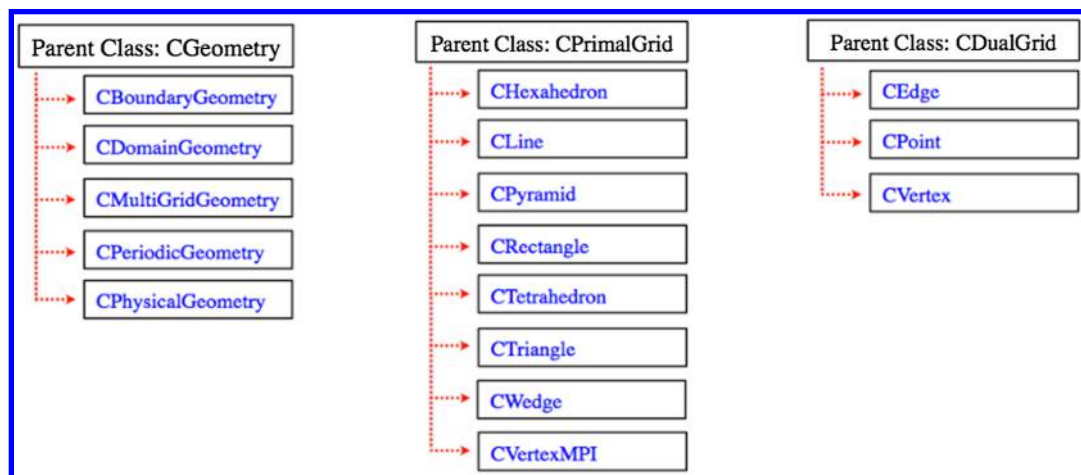 Parent Class: CGeometry
CBoundaryGeometry
CDomainGeometry
CMultiGridGeometry
CPeriodicGeometry
CPhysicalGeometry
Parent Class: CPrimalGrid
CHexahedron
CLine
CPyramid
CRectangle
CTetrahedron
CTriangle
CWedge
CVertexMPI
Parent Class: CDualGrid
CEdge
CPoint
CVertex